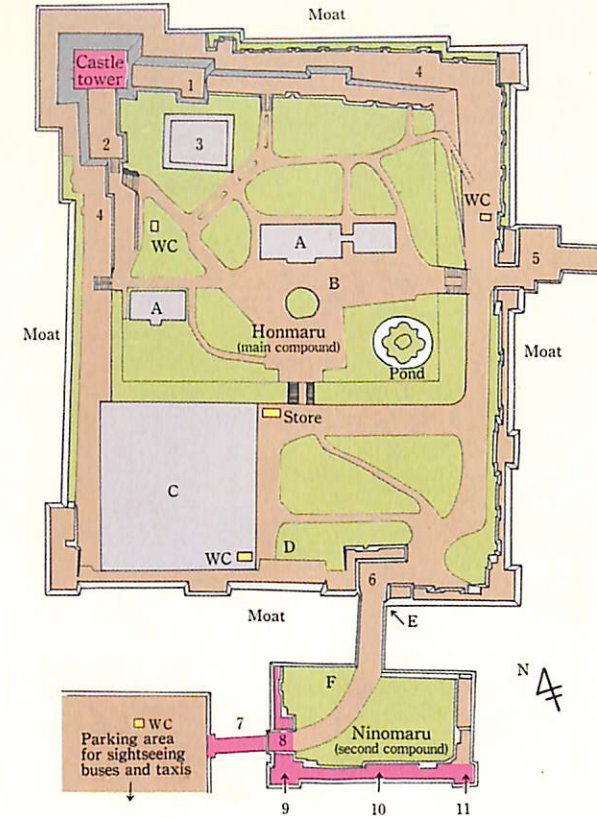 Moat
Castle
tower
1
4
2
3
4
WC
WC
5
A
B
A
Honmaru
(main compound)
Moat
Moat
Pond
Store
C
D
WC
6
Moat
E
N
F
7
WC
8
Ninomaru
(second compound)
Parking area
for sightseeing
buses and taxis
9
10
11